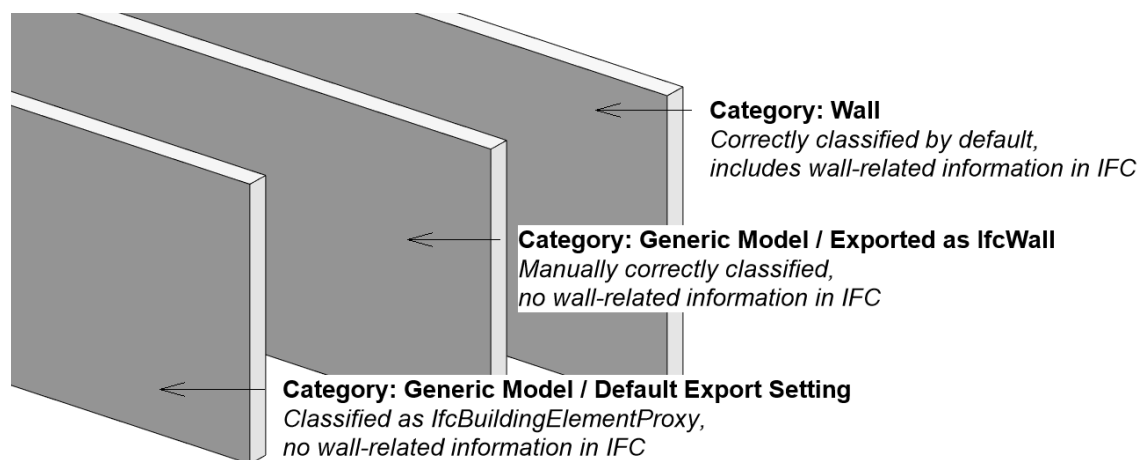 Category: Wall
Correctly classified by default,
includes wall-related information in IFC
Category: Generic Model / Exported as IfcWall
Manually correctly classified,
no wall-related information in IFC
Category: Generic Model / Default Export Setting
Classified as IfcBuildingElementProxy,
no wall-related information in IFC